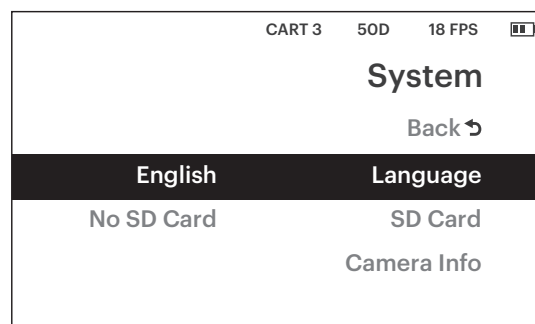 CART 3 50D 18 FPS
System
Back
English Language
No SD Card SD Card
Camera Info